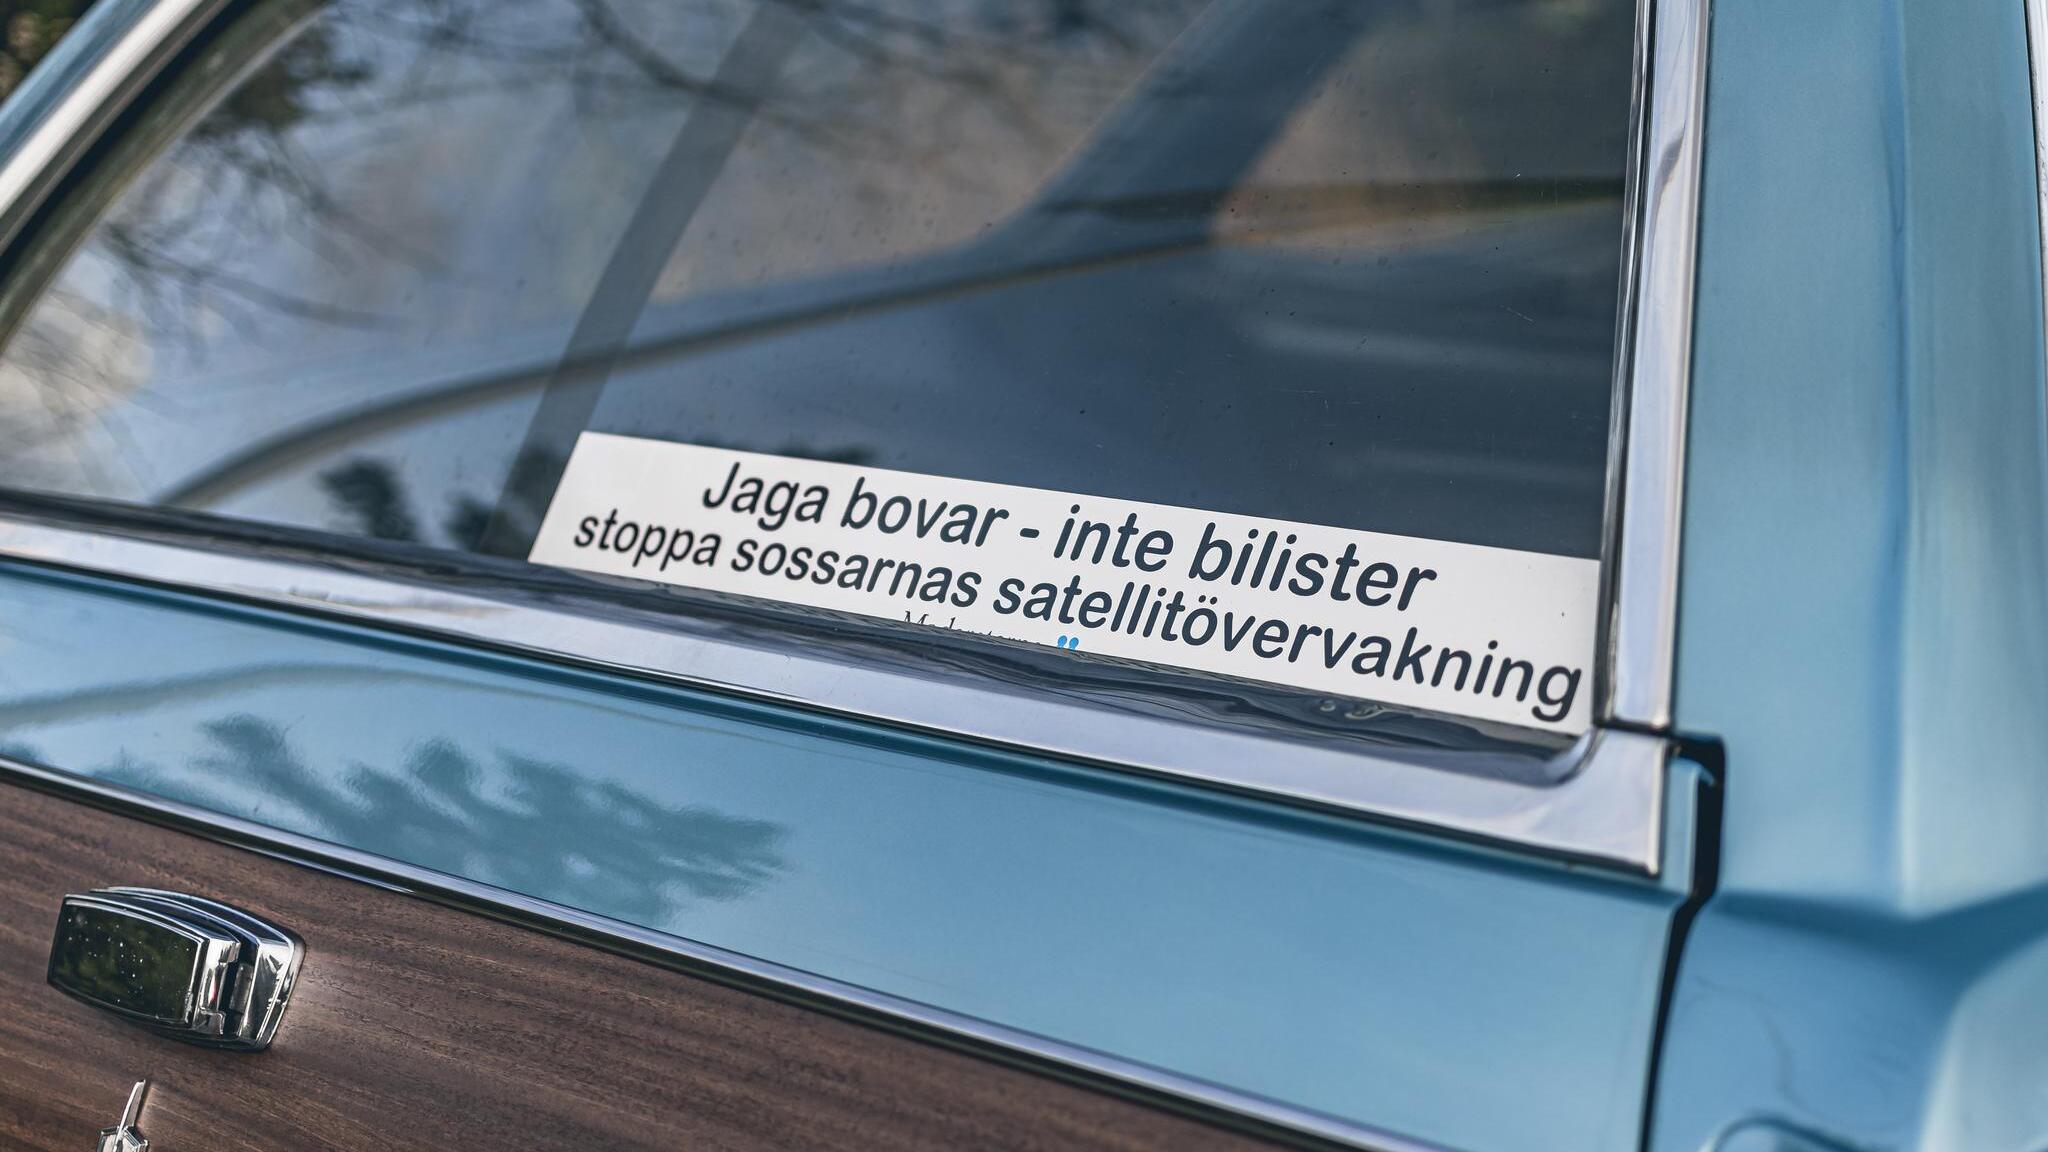 Jaga bovar - inte bilister
stoppa sossarnas satellitövervakning